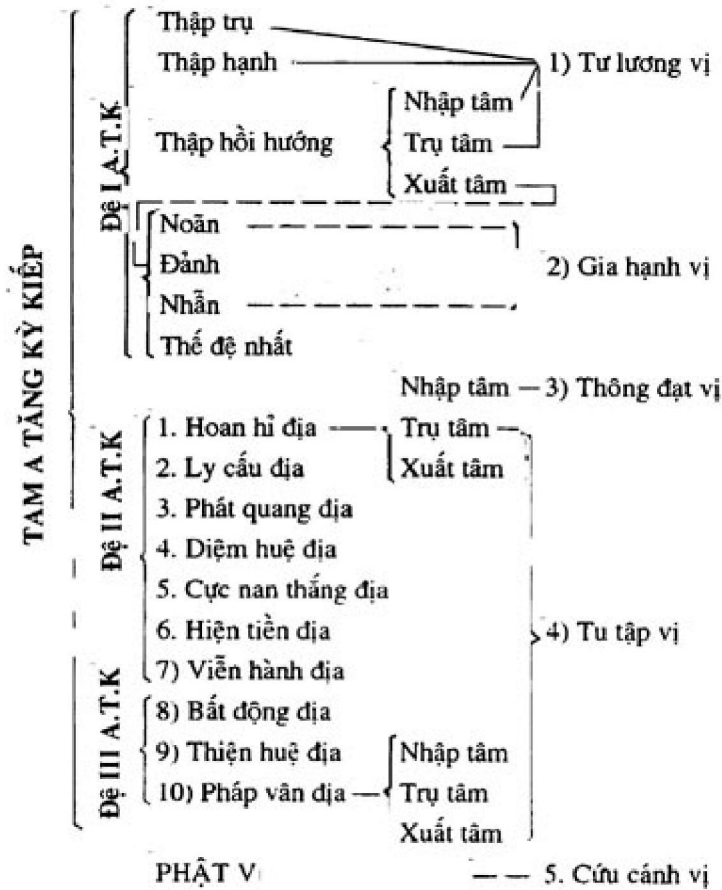 TAM A TĂNG KỲ KIẾP
Đệ I A.T.K
Thập trụ
Thập hạnh
1) Tư lương vị
Thập hồi hướng
Nhập tâm
Trụ tâm
Xuất tâm
Noãn
Đảnh
Nhẫn
Thế đệ nhất
2) Gia hạnh vị
Đệ II A.T.K
Nhập tâm
3) Thông đạt vị
1. Hoan hỉ địa
Trụ tâm
Xuất tâm
2. Ly cấu địa
3. Phát quang địa
4. Diệm huệ địa
5. Cực nan thắng địa
6. Hiện tiền địa
7) Viễn hành địa
4) Tu tập vị
Đệ III A.T.K
8) Bất động địa
9) Thiện huệ địa
10) Pháp vân địa
Nhập tâm
Trụ tâm
Xuất tâm
PHẬT V
5. Cứu cánh vị